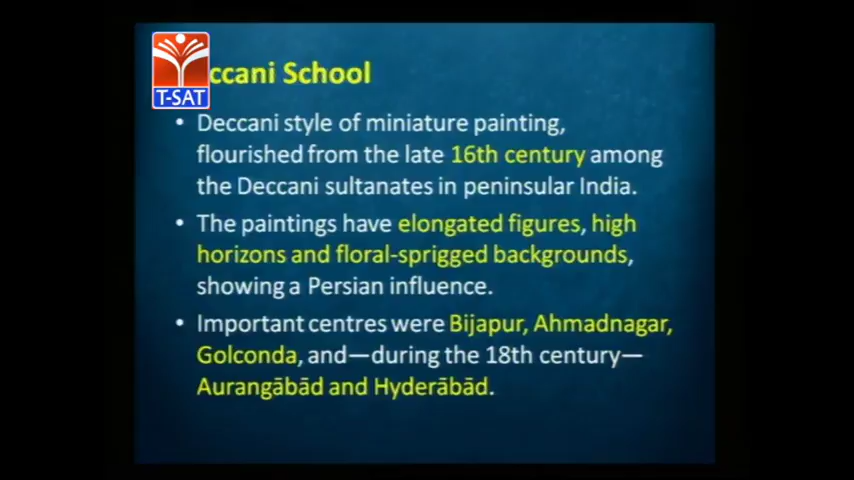 ccani School
T-SAT
• Deccani style of miniature painting,
flourished from the late 16th century among
the Deccani sultanates in peninsular India.
• The paintings have elongated figures, high
horizons and floral-sprigged backgrounds,
showing a Persian influence.
• Important centres were Bijapur, Ahmadnagar,
Golconda, and—during the 18th century—
Aurangābād and Hyderābād.